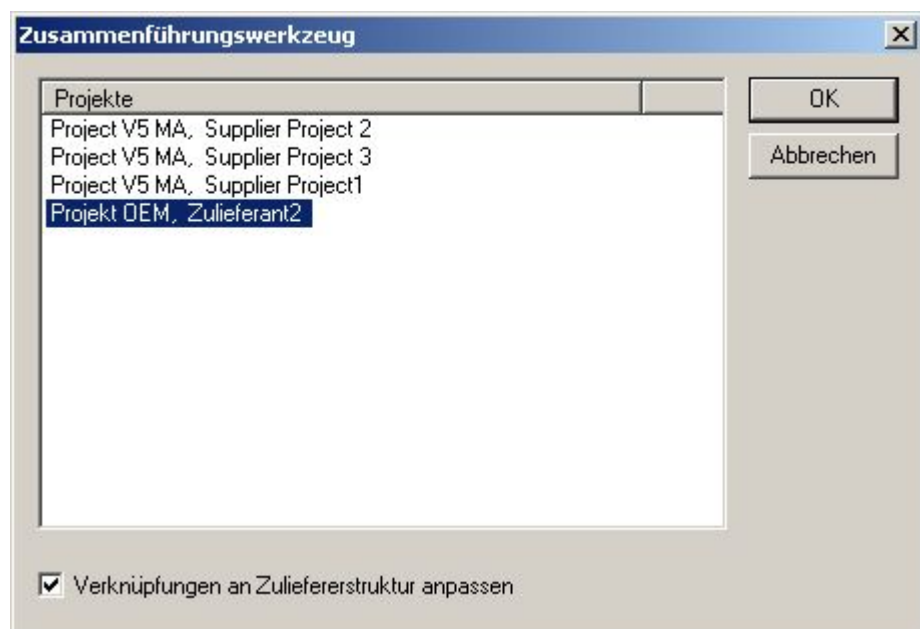 Zusammenführungswerkzeug
Projekte
OK
Project V5 MA, Supplier Project 2
Project V5 MA, Supplier Project 3
Abbrechen
Project V5 MA, Supplier Project1
Projekt OEM, Zulieferant2
Verknüpfungen an Zuliefererstruktur anpassen